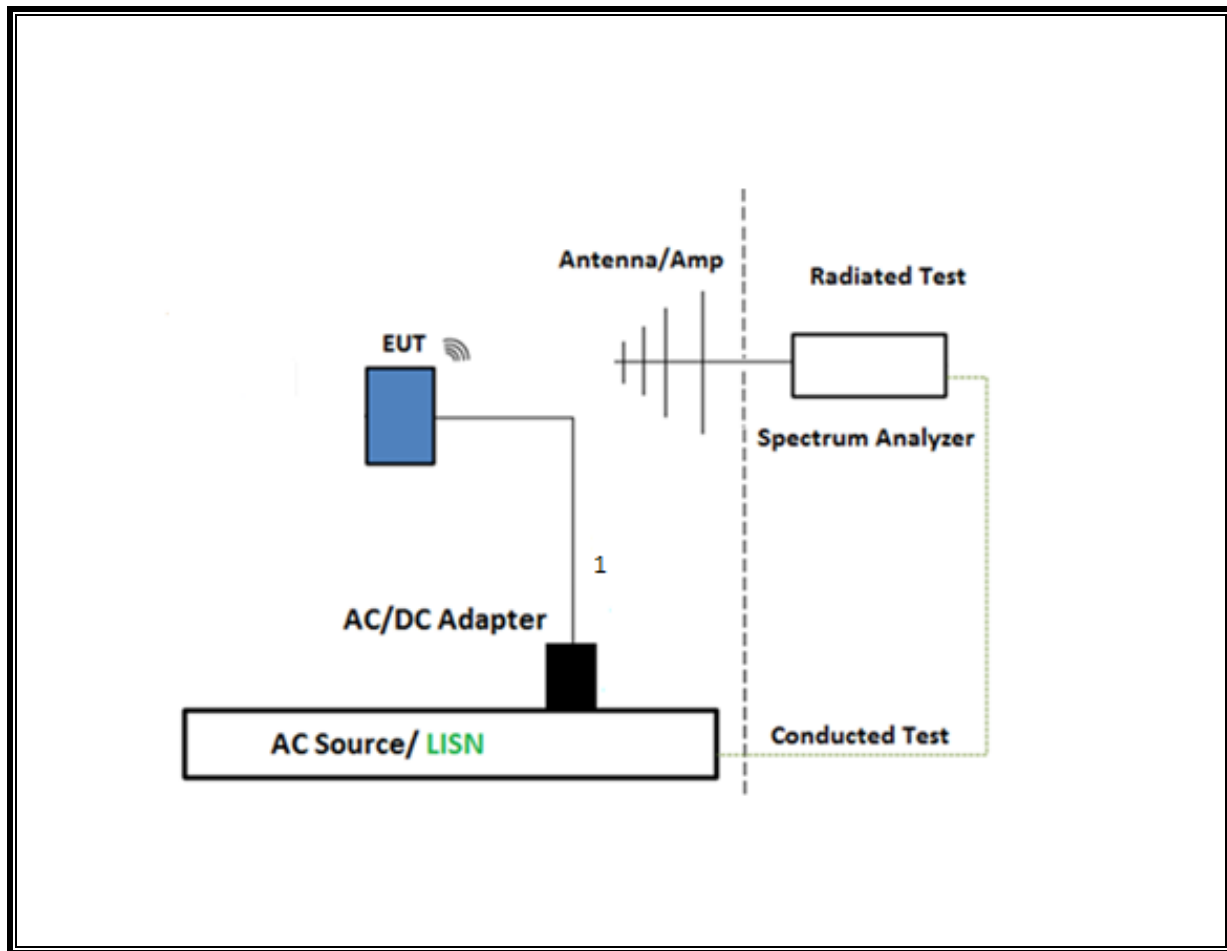 Antenna/Amp
Radiated Test
EUT
Spectrum Analyzer
1
AC/DC Adapter
AC Source/ LISN
Conducted Test